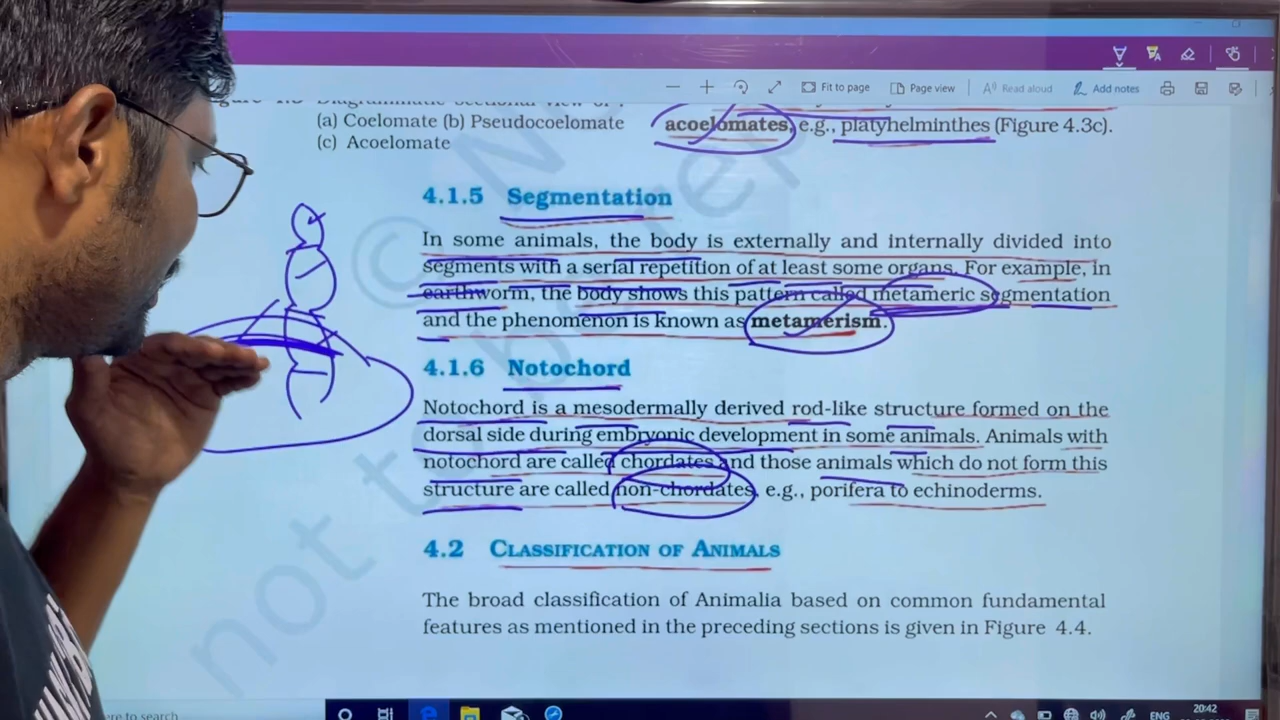 Fit to page
Page view
Read aloud
Add notes
(a) Coelomate (b) Pseudocoelomate
(c) Acoelomate
acoelomates, e.g., platyhelminthes (Figure 4.3c).
4.1.5 Segmentation
In some animals, the body is externally and internally divided into
segments with a serial repetition of at least some organs. For example, in
earthworm, the body shows this pattern called metameric segmentation
and the phenomenon is known as metamerism.
4.1.6 Notochord
Notochord is a mesodermally derived rod-like structure formed on the
dorsal side during embryonic development in some animals. Animals with
notochord are called chordates and those animals which do not form this
structure are called non-chordates, e.g., porifera to echinoderms.
4.2 CLASSIFICATION OF ANIMALS
The broad classification of Animalia based on common fundamental
features as mentioned in the preceding sections is given in Figure 4.4.
not to be
ere to search
ENG
20:42